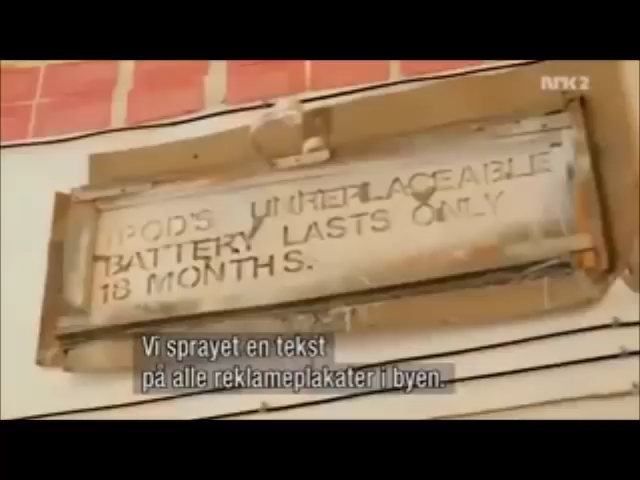 NRK2
IPOD'S UNREPLACEABLE
BATTERY LASTS ONLY
18 MONTHS.
Vi sprayet en tekst
på alle reklameplakater i byen.